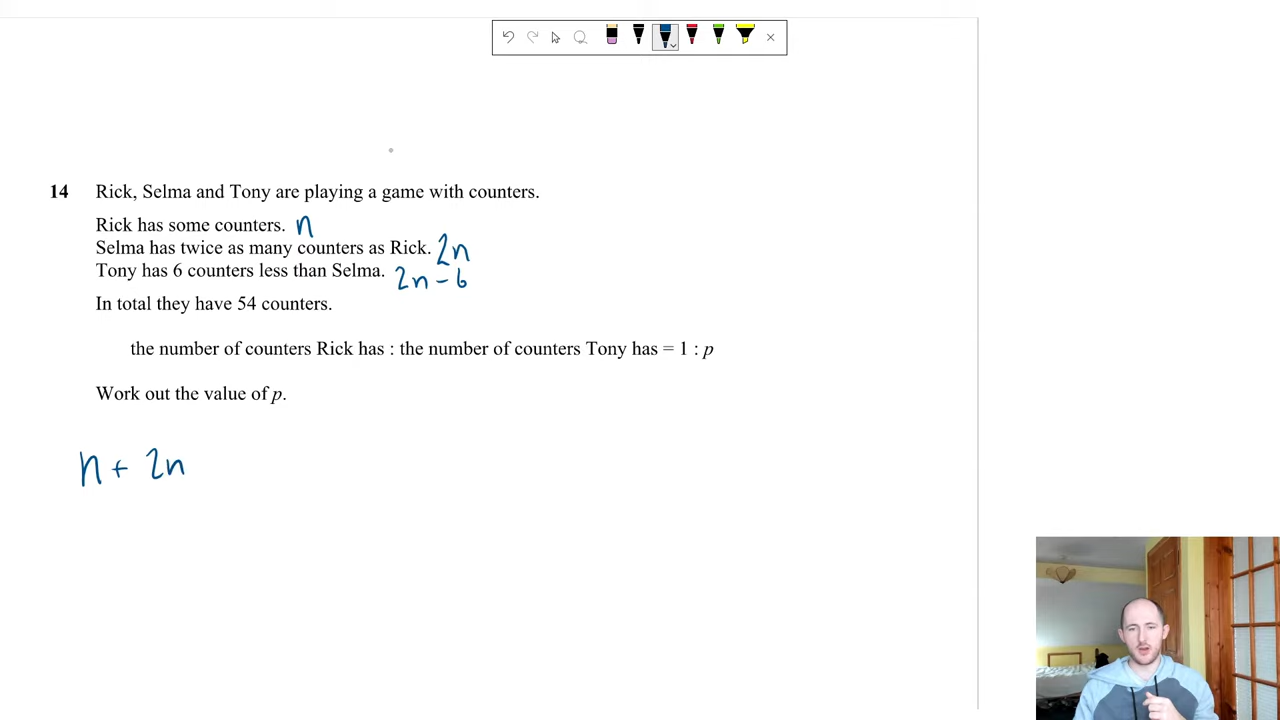 14 Rick, Selma and Tony are playing a game with counters.
Rick has some counters. n
Selma has twice as many counters as Rick. 2n
Tony has 6 counters less than Selma. 2n - 6
In total they have 54 counters.
the number of counters Rick has : the number of counters Tony has = 1 : p
Work out the value of p.
n + 2n